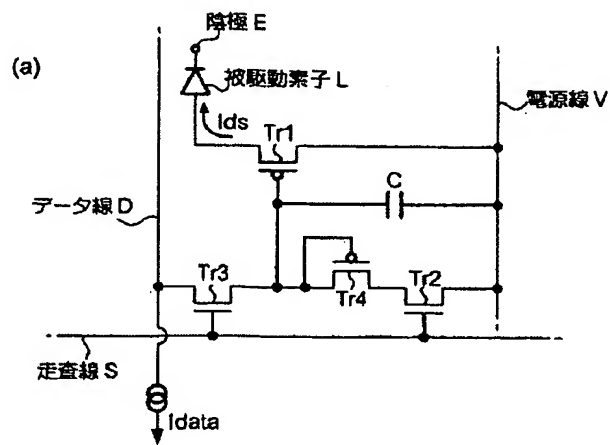 (a)
陰極 E
被駆動素子 L
電源線 V
Ids
Tr1
C
データ線 D
Tr3
Tr4
Tr2
走査線 S
Idata